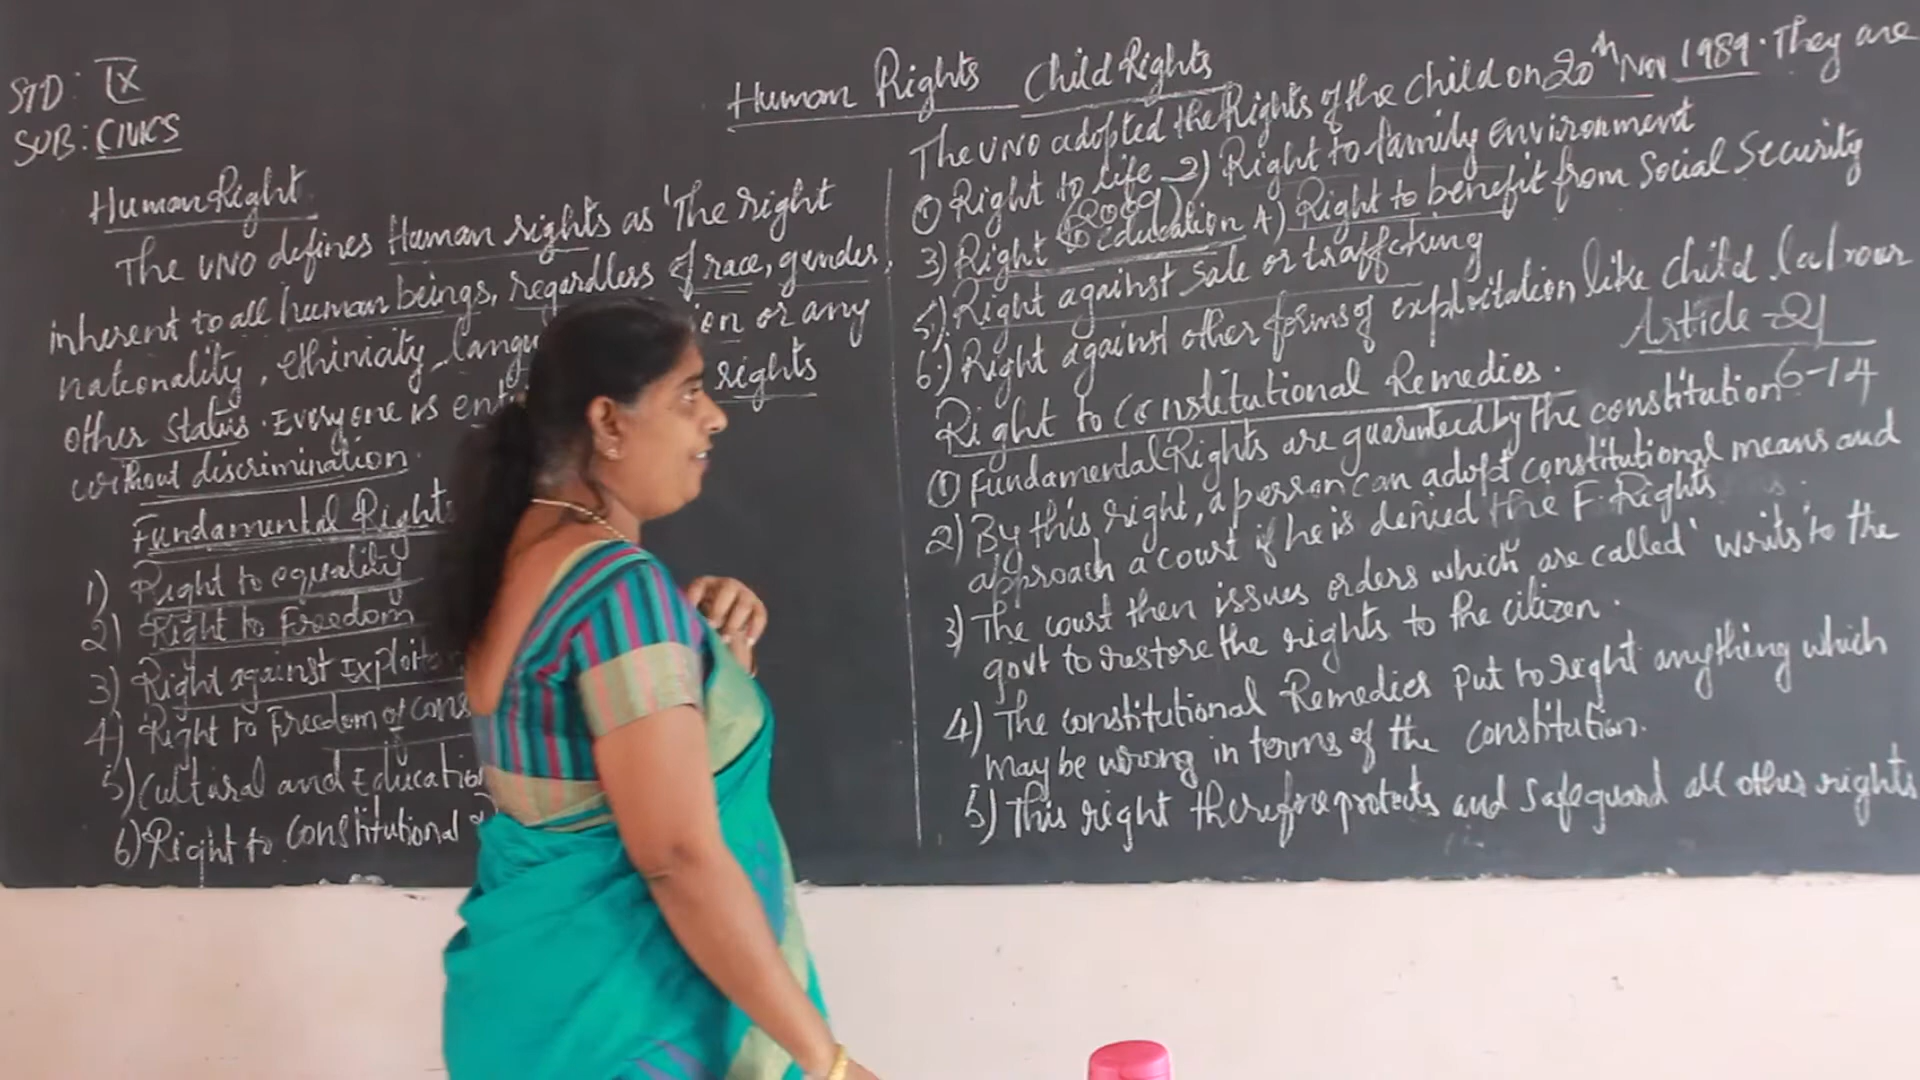 STD: IX
SUB: CIVICS
Human Rights Child Rights
Human Right
The UNO defines Human rights as 'The right
inherent to all human beings, regardless of race, gender,
nationality, ethinicity, langu on or any
other status. Everyone is enti rights
without discrimination.
Fundamental Rights
1) Right to equality
2) Right to Freedom
3) Right against Exploit
4) Right to Freedom of cons
5) Cultural and Educatio
6) Right to constitutional
The UNO adopted the Rights of the child on 20th Nov 1989. They are
① Right to life 2) Right to family environment
(2009)
3) Right to education 4) Right to benefit from Social Security
5) Right against Sale or trafficking
6) Right against other forms of exploitation like child labour
Article - 21
Right to Constitutional Remedies.
6-14
① Fundamental Rights are guaranteed by the constitution
2) By this right, a person can adopt constitutional means and
approach a court if he is denied the F. Rights
3) The court then issues orders which are called 'writs' to the
govt to restore the rights to the citizen.
4) The constitutional Remedies put to right anything which
may be wrong in terms of the constitution.
5) This right therefore protects and safeguard all other rights